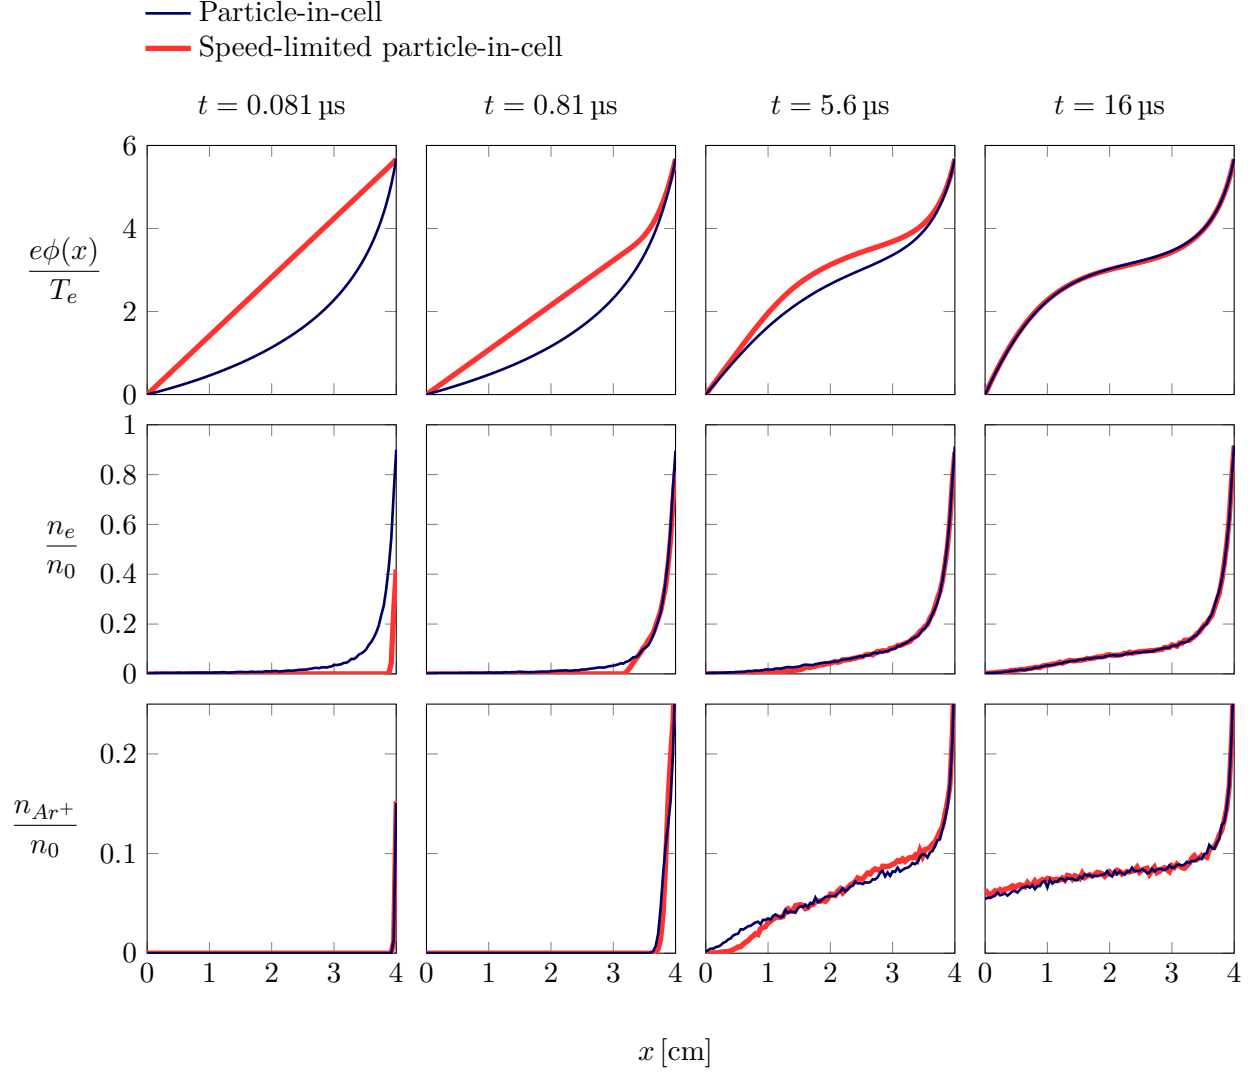 Particle-in-cell
Speed-limited particle-in-cell
t = 0.081 µs
t = 0.81 µs
t = 5.6 µs
t = 16 µs
eϕ(x)
T_e
6
4
2
0
n_e
n_0
1
0.8
0.6
0.4
0.2
0
n_{Ar^+}
n_0
0.2
0.1
0
0 1 2 3 4
0 1 2 3 4
0 1 2 3 4
0 1 2 3 4
x [cm]